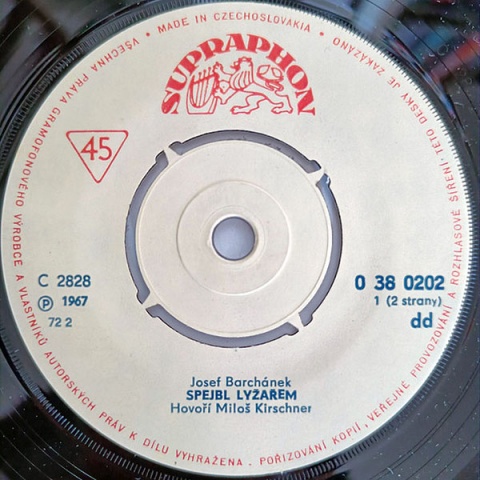 • MADE IN CZECHOSLOVAKIA •
SUPRAPHON
VŠECHNA PRÁVA GRAMOFONOVÉHO VÝROBCE A VLASTNÍKŮ AUTORSKÝCH PRÁV K DÍLU VYHRAŽENA. POŘIZOVÁNÍ KOPIÍ, VEŘEJNÉ PROVOZOVÁNÍ A ROZHLASOVÉ ŠÍŘENÍ TÉTO DESKY JE ZAKÁZÁNO
45
C 2828
Ⓟ 1967
72 2
0 38 0202
1 (2 strany)
dd
Josef Barchánek
SPEJBL LYŽAŘEM
Hovoří Miloš Kirschner